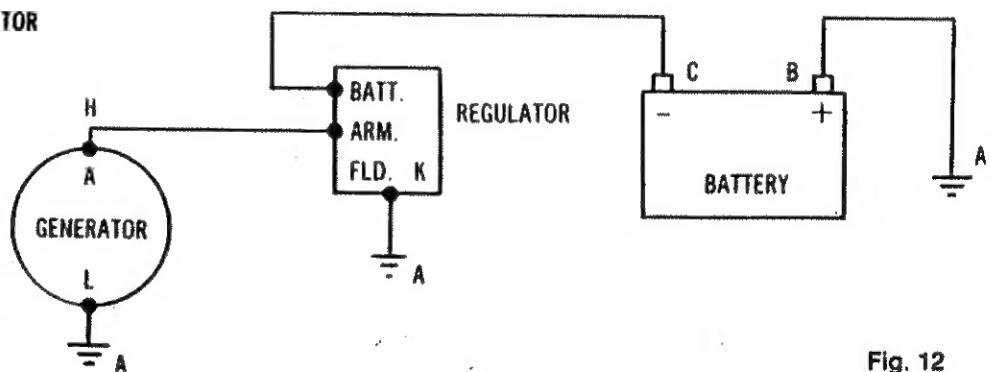 TOR
C B
BATT.
REGULATOR
H
ARM.
- +
A
FLD. K
BATTERY
A
GENERATOR
L
A
A
Fig. 12